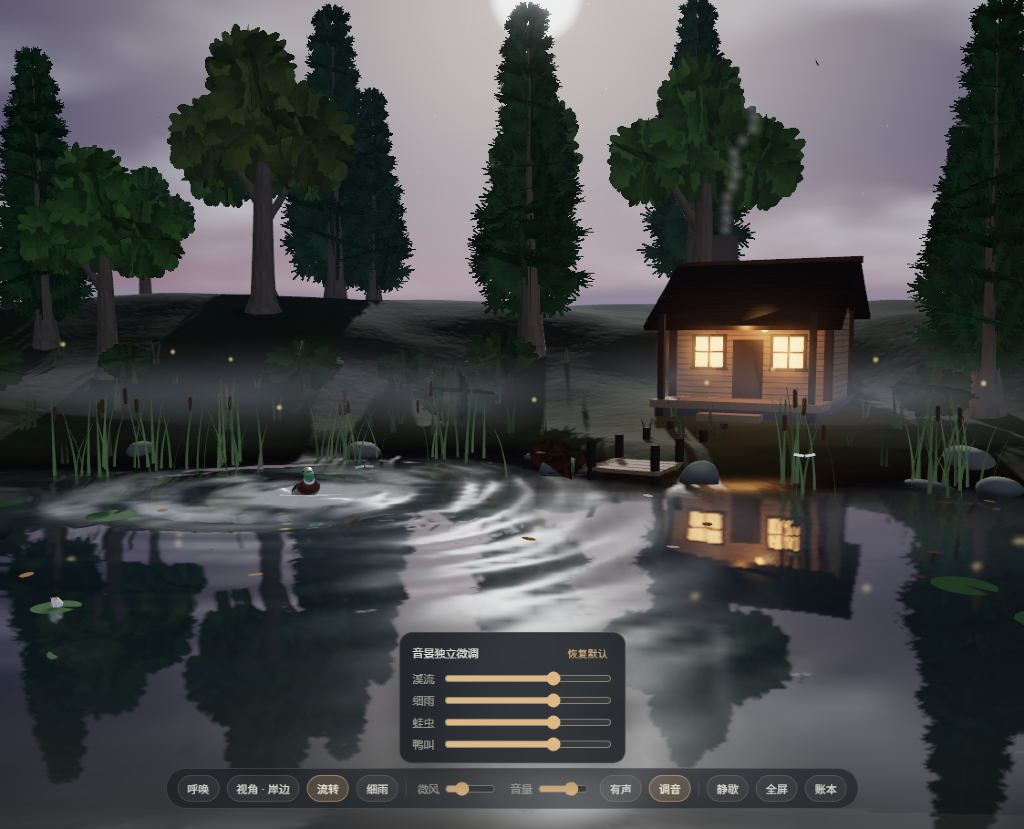 音景独立微调 恢复默认
溪流
细雨
蛙虫
鸭叫
呼唤 视角 · 岸边 流转 细雨 微风 音量 有声 调音 静歇 全屏 账本